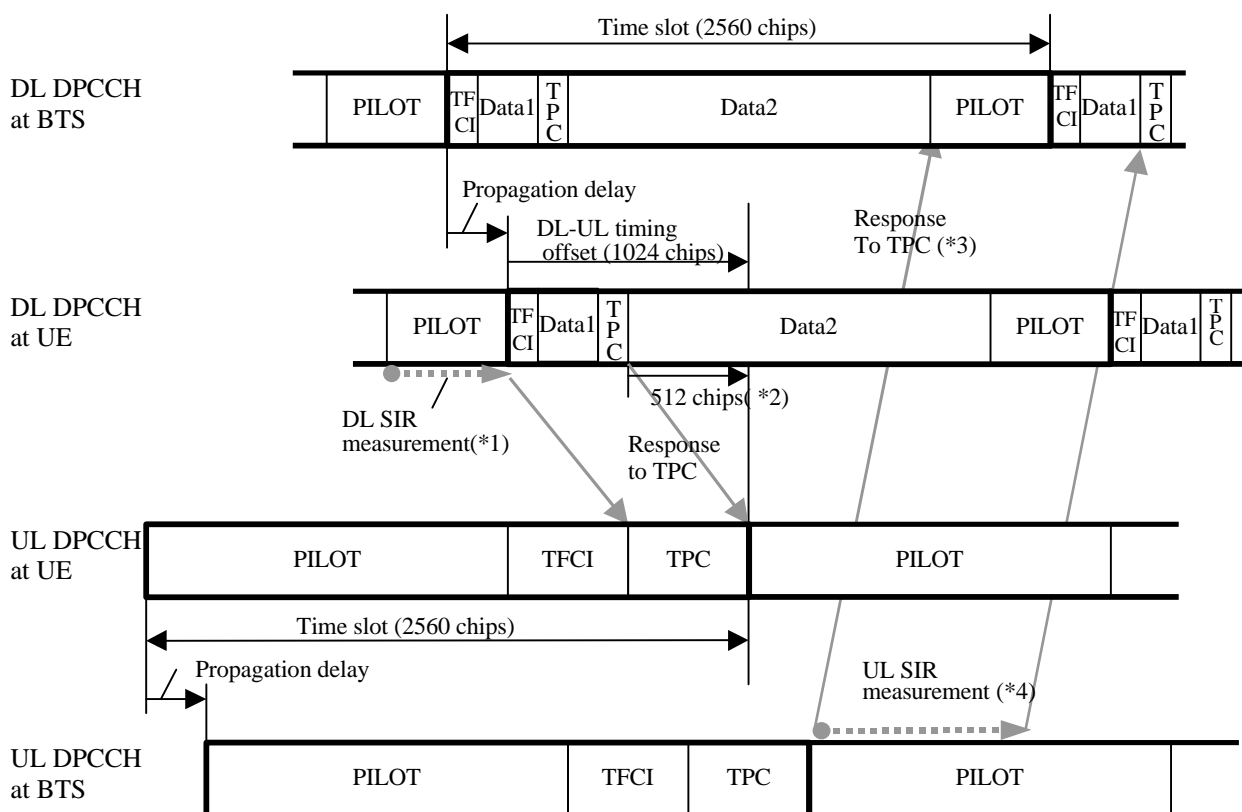 Time slot (2560 chips)
DL DPCCH
at BTS
PILOT
TF
CI
Data1
T
P
C
Data2
PILOT
TF
CI
Data1
T
P
C
Propagation delay
DL-UL timing
offset (1024 chips)
Response
To TPC (*3)
DL DPCCH
at UE
PILOT
TF
CI
Data1
T
P
C
Data2
PILOT
TF
CI
Data1
T
P
C
512 chips( *2)
DL SIR
measurement(*1)
Response
to TPC
UL DPCCH
at UE
PILOT
TFCI
TPC
PILOT
Time slot (2560 chips)
Propagation delay
UL SIR
measurement (*4)
UL DPCCH
at BTS
PILOT
TFCI
TPC
PILOT